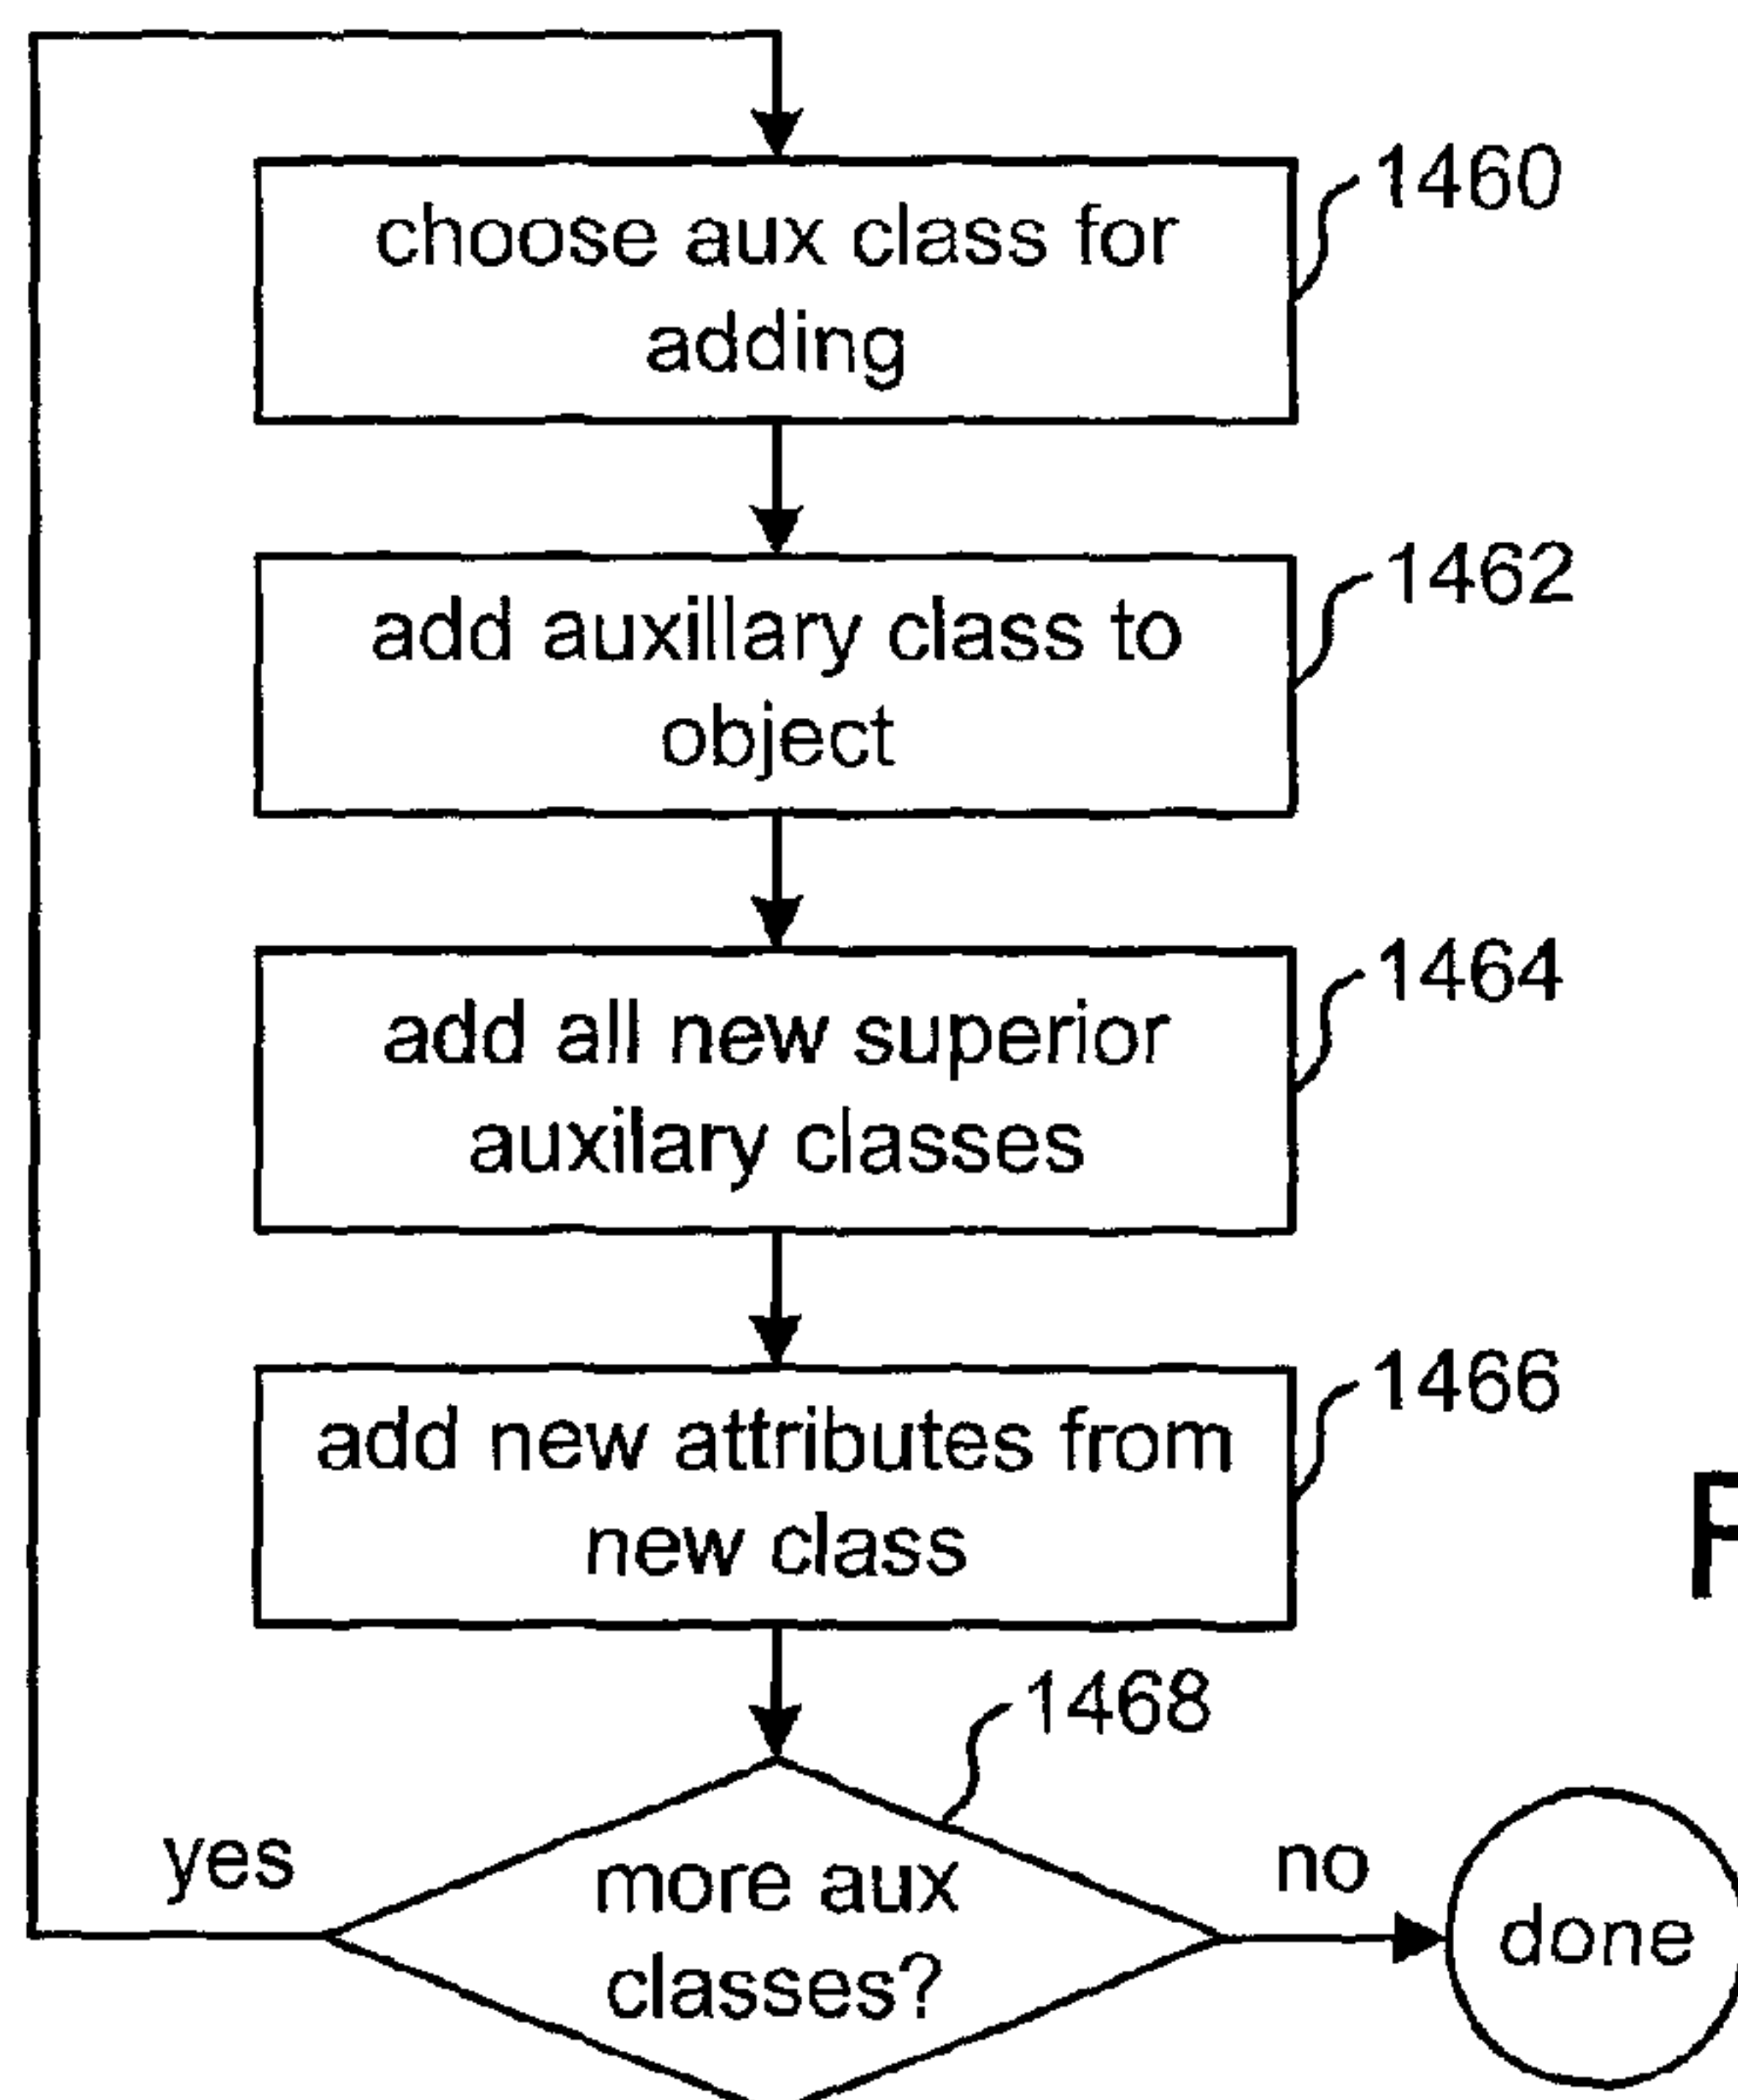 choose aux class for
adding
1460
add auxillary class to
object
1462
add all new superior
auxilary classes
1464
add new attributes from
new class
1466
1468
more aux
classes?
yes
no
done